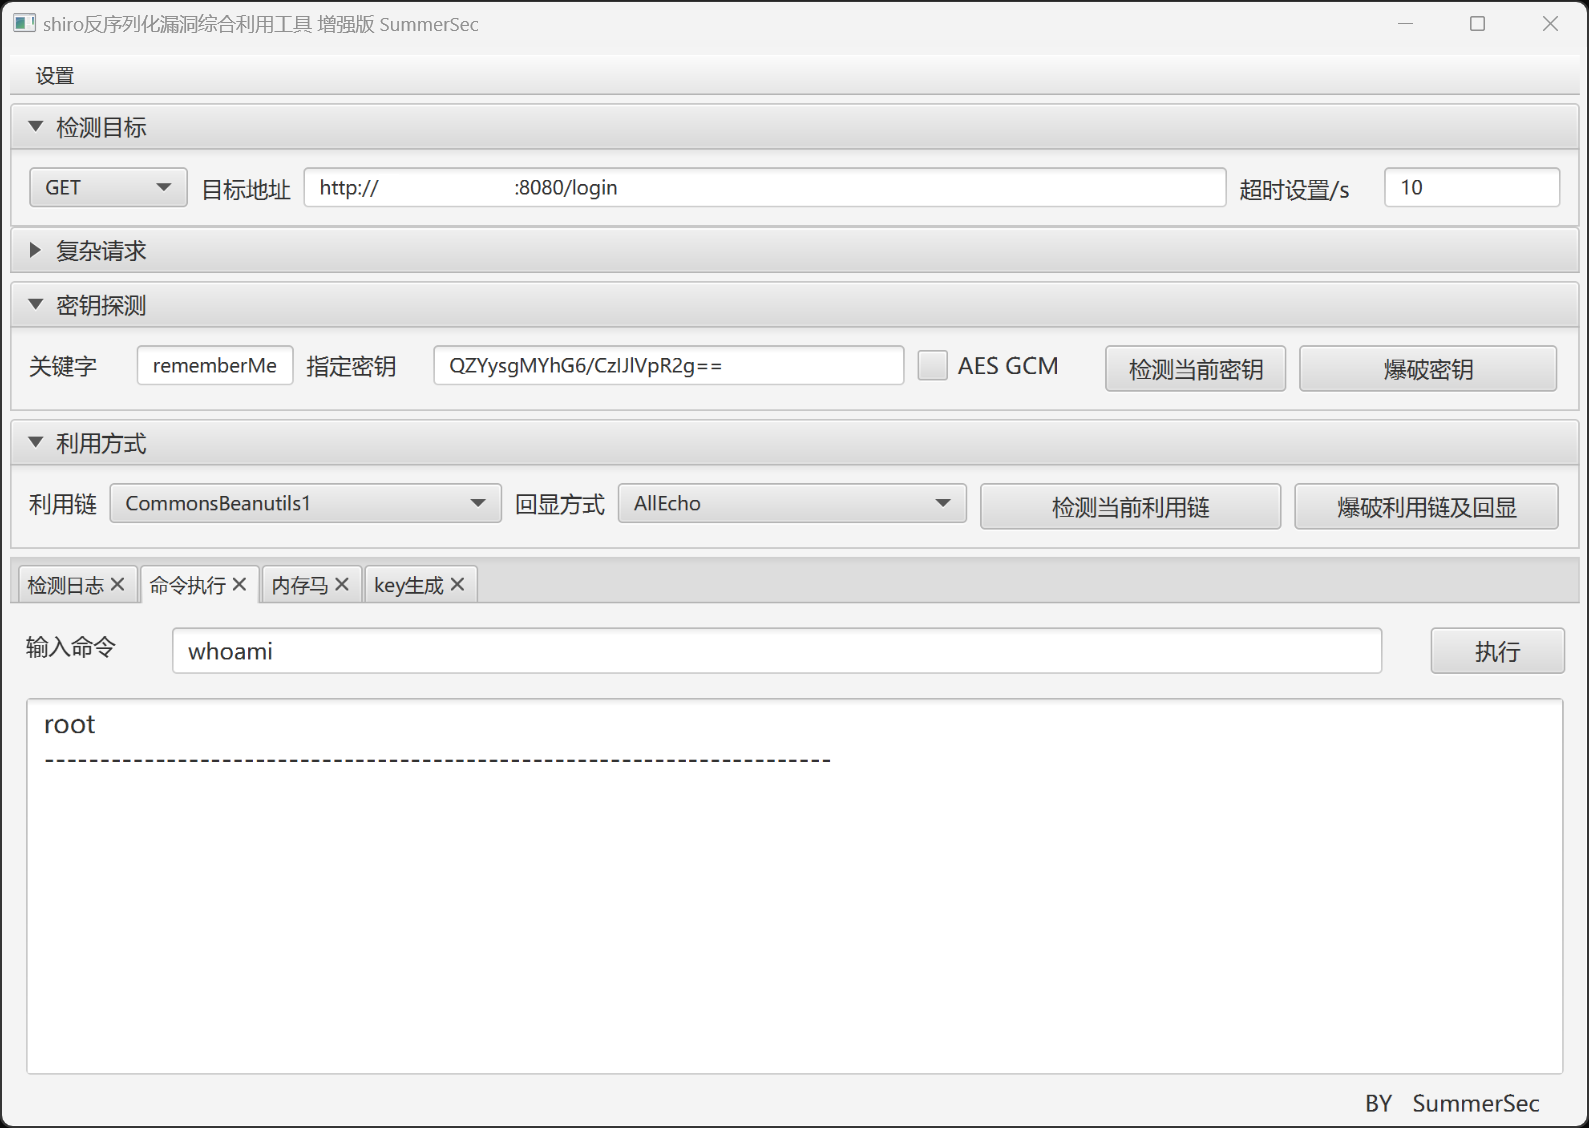 shiro反序列化漏洞综合利用工具 增强版 SummerSec
设置
检测目标
GET 目标地址 http:// :8080/login 超时设置/s 10
复杂请求
密钥探测
关键字 rememberMe 指定密钥 QZYysgMYhG6/CzIJlVpR2g== AES GCM 检测当前密钥 爆破密钥
利用方式
利用链 CommonsBeanutils1 回显方式 AllEcho 检测当前利用链 爆破利用链及回显
检测日志 命令执行 内存马 key生成
输入命令 whoami 执行
root
-----------------------------------------------------------------------
BY SummerSec